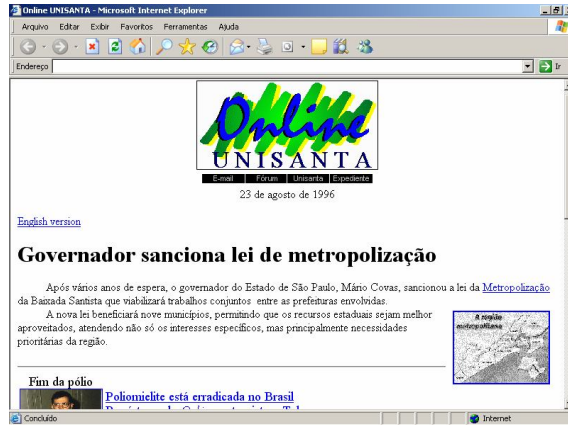 Online UNISANTA - Microsoft Internet Explorer
Arquivo Editar Exibir Favoritos Ferramentas Ajuda
Endereço Ir
Online
UNISANTA
E-mail Fórum Unisanta Expediente
23 de agosto de 1996
English version
Governador sanciona lei de metropolização
Após vários anos de espera, o governador do Estado de São Paulo, Mário Covas, sancionou a lei da Metropolização
da Baixada Santista que viabilizará trabalhos conjuntos entre as prefeituras envolvidas.
A nova lei beneficiará nove municípios, permitindo que os recursos estaduais sejam melhor
aproveitados, atendendo não só os interesses específicos, mas principalmente necessidades
prioritárias da região.
A região
metropolitana
Fim da pólio
Poliomielite está erradicada no Brasil
Concluído Internet